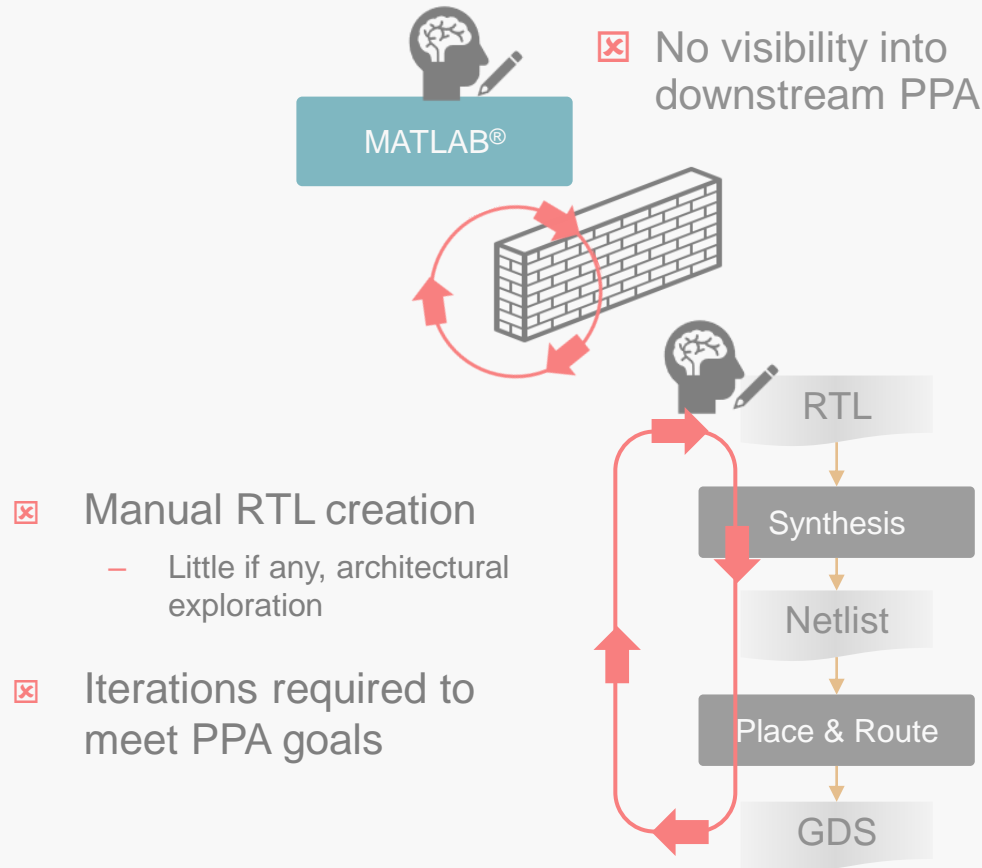 No visibility into
downstream PPA
MATLAB®
RTL
Manual RTL creation
– Little if any, architectural
exploration
Synthesis
Netlist
Iterations required to
meet PPA goals
Place & Route
GDS